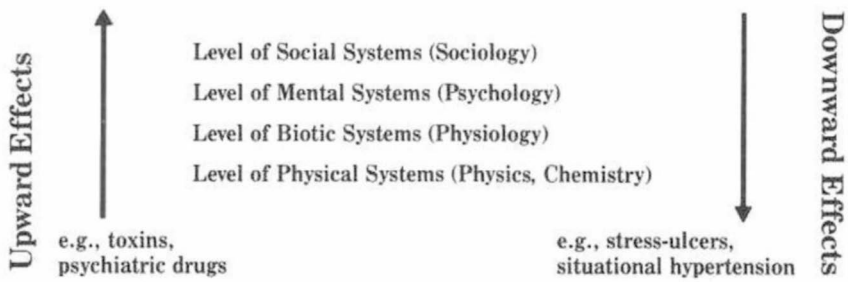 Upward Effects
Level of Social Systems (Sociology)
Level of Mental Systems (Psychology)
Level of Biotic Systems (Physiology)
Level of Physical Systems (Physics, Chemistry)
e.g., toxins,
psychiatric drugs
e.g., stress-ulcers,
situational hypertension
Downward Effects